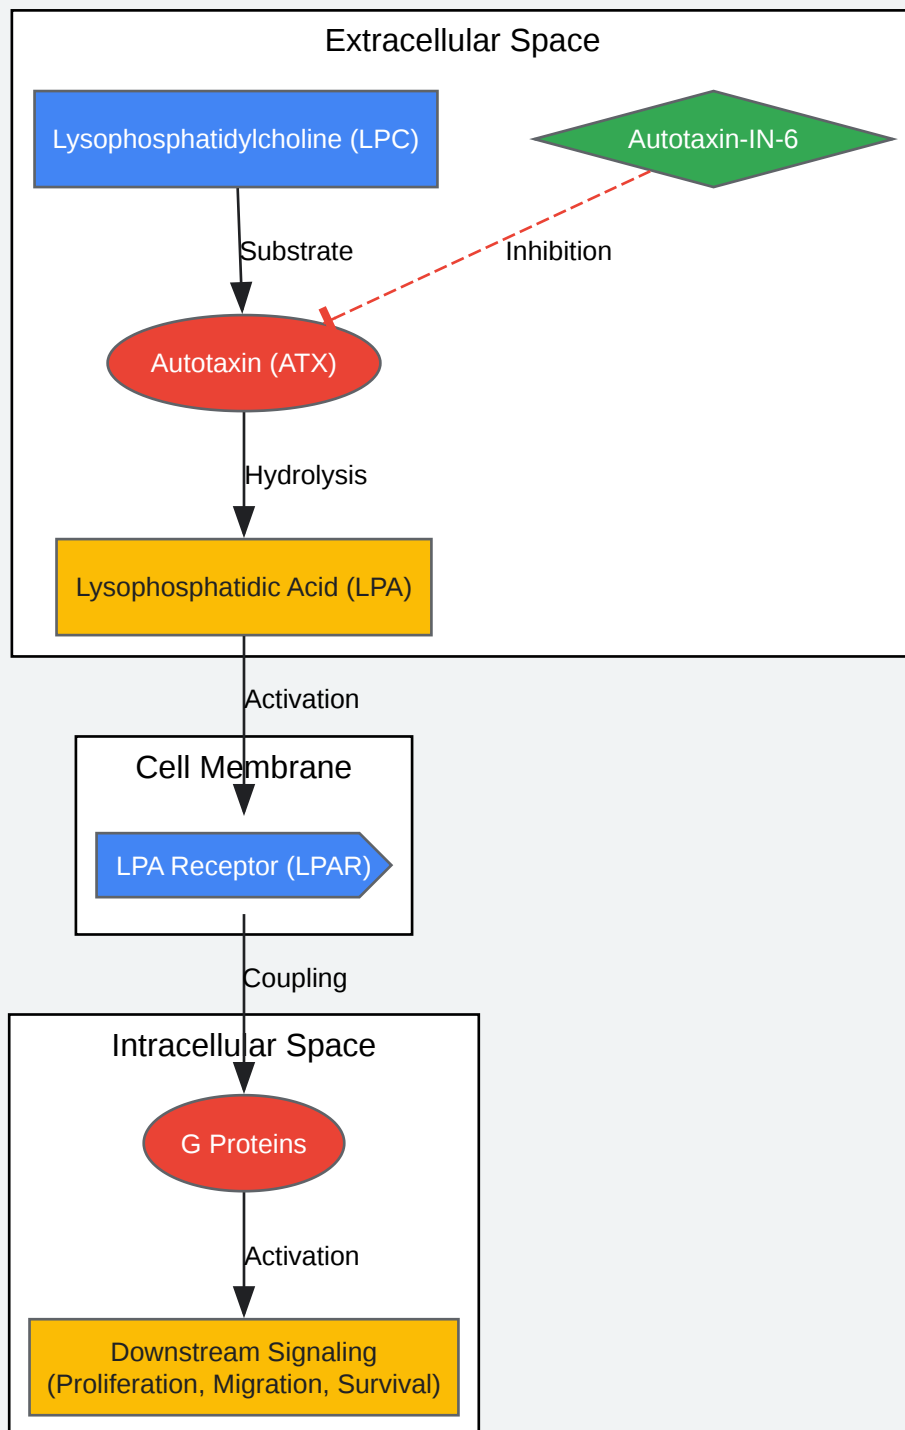 Extracellular Space
Lysophosphatidylcholine (LPC)
Autotaxin-IN-6
Substrate
Inhibition
Autotaxin (ATX)
Hydrolysis
Lysophosphatidic Acid (LPA)
Activation
Cell Membrane
LPA Receptor (LPAR)
Coupling
Intracellular Space
G Proteins
Activation
Downstream Signaling
(Proliferation, Migration, Survival)